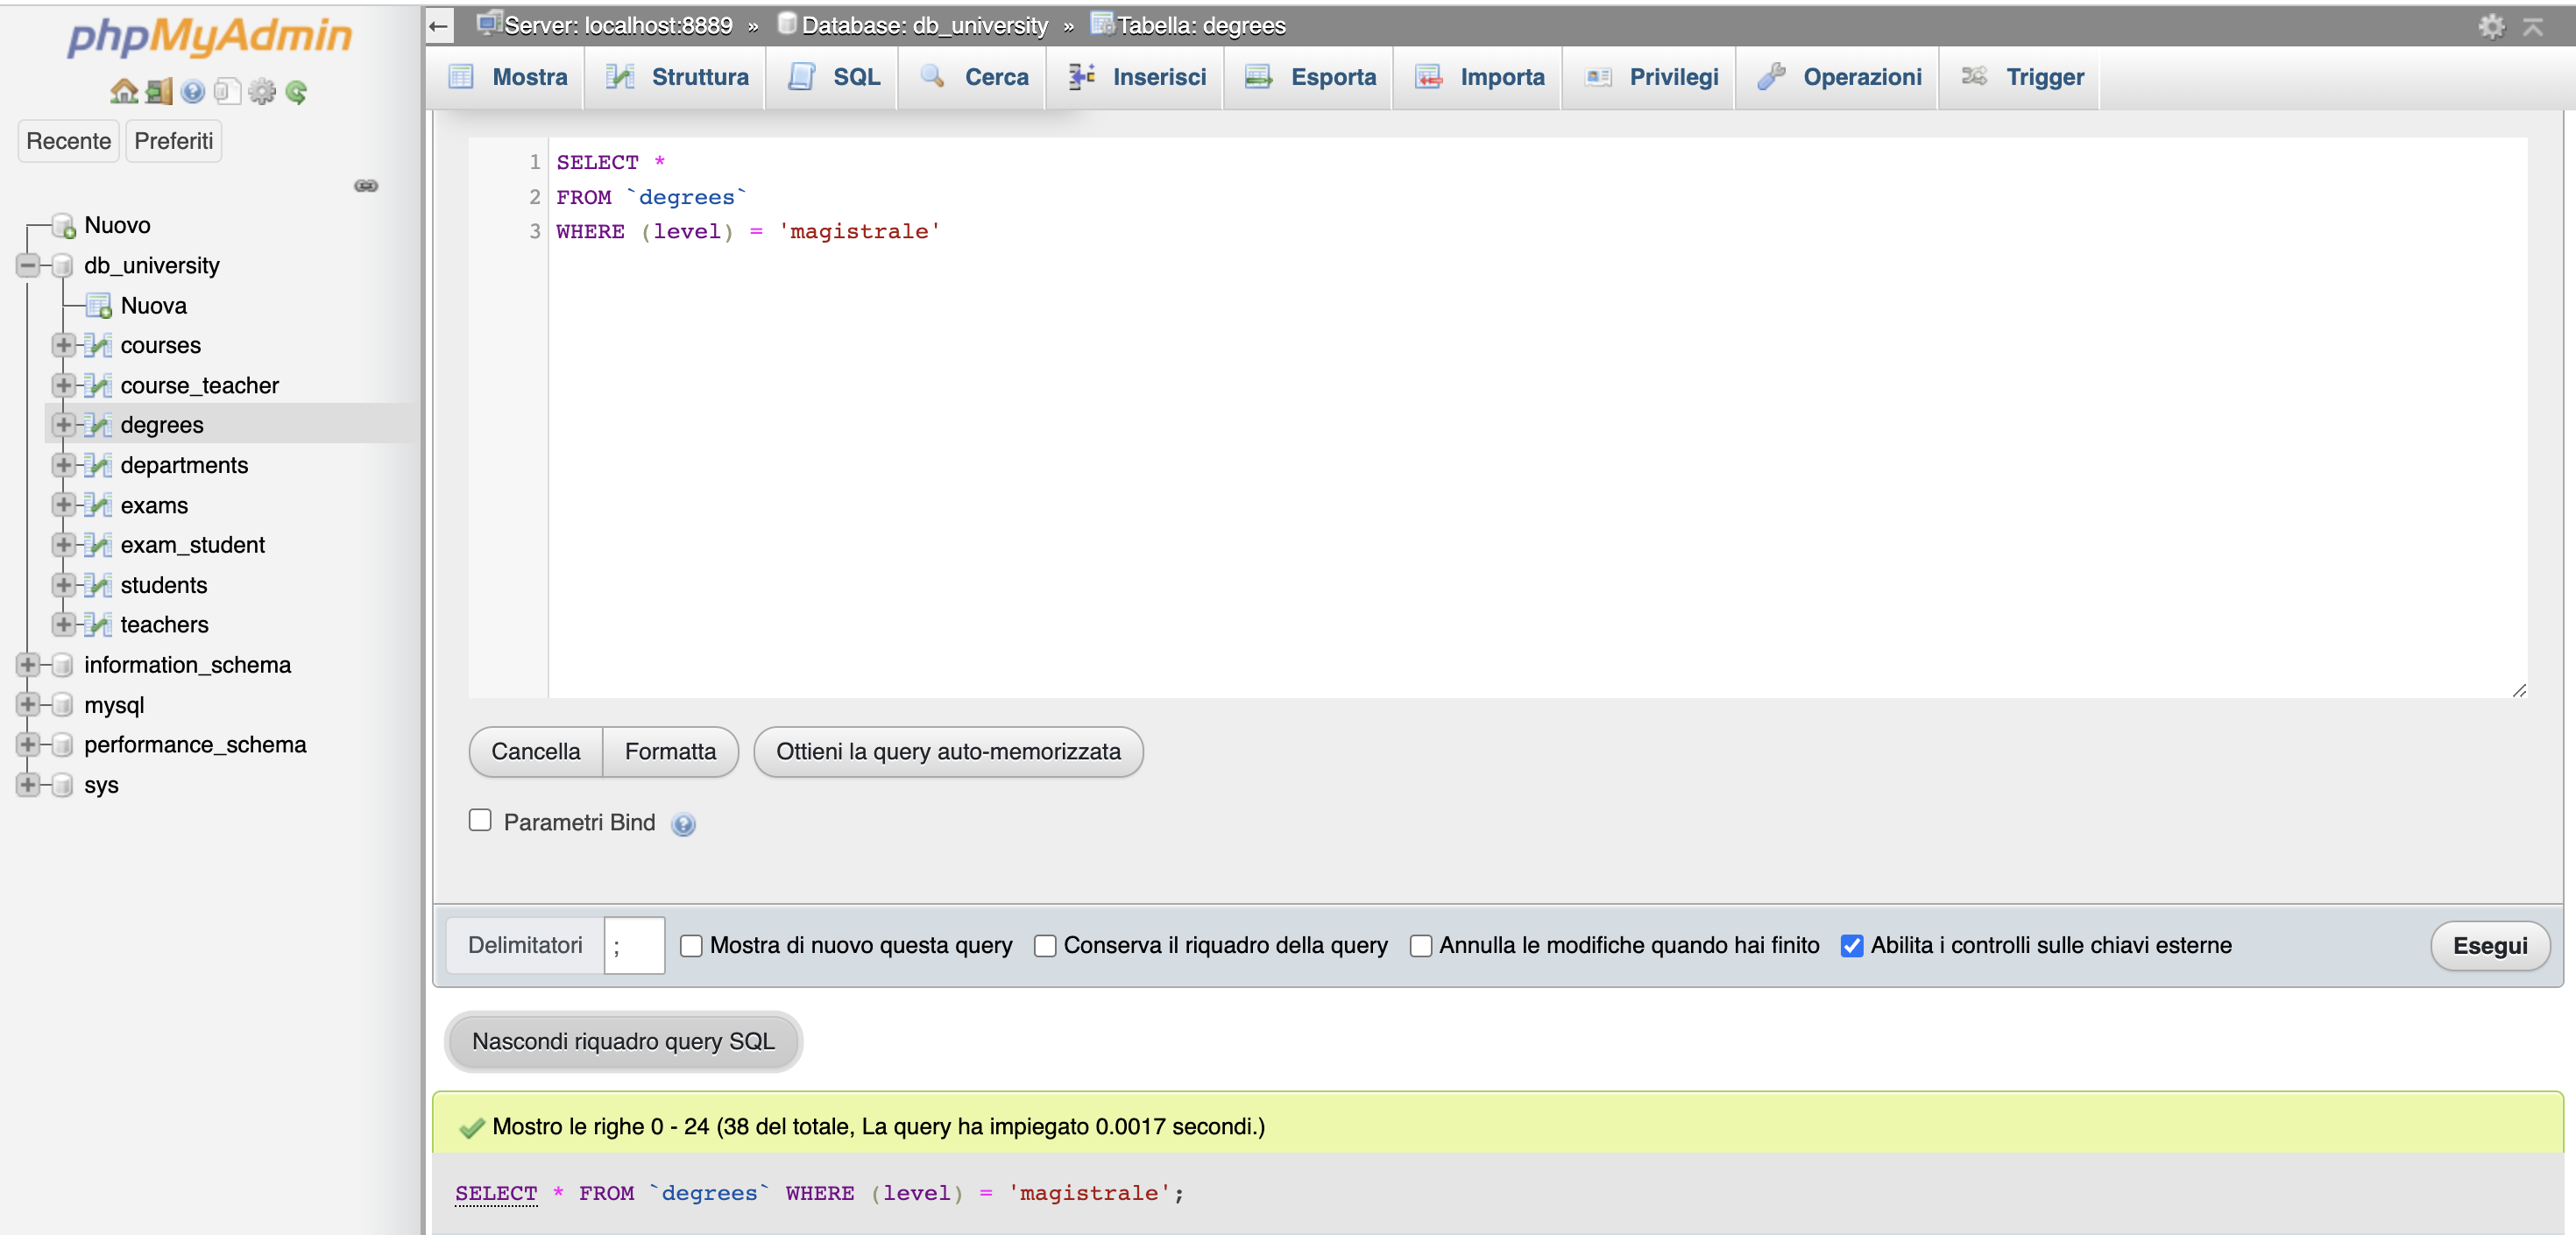 phpMyAdmin
Recente Preferiti
Nuovo
db_university
Nuova
courses
course_teacher
degrees
departments
exams
exam_student
students
teachers
information_schema
mysql
performance_schema
sys
Server: localhost:8889 » Database: db_university » Tabella: degrees
Mostra Struttura SQL Cerca Inserisci Esporta Importa Privilegi Operazioni Trigger
1 SELECT *
2 FROM `degrees`
3 WHERE (level) = 'magistrale'
Cancella Formatta Ottieni la query auto-memorizzata
Parametri Bind
Delimitatori ; Mostra di nuovo questa query Conserva il riquadro della query Annulla le modifiche quando hai finito Abilita i controlli sulle chiavi esterne Esegui
Nascondi riquadro query SQL
Mostro le righe 0 - 24 (38 del totale, La query ha impiegato 0.0017 secondi.)
SELECT * FROM `degrees` WHERE (level) = 'magistrale';